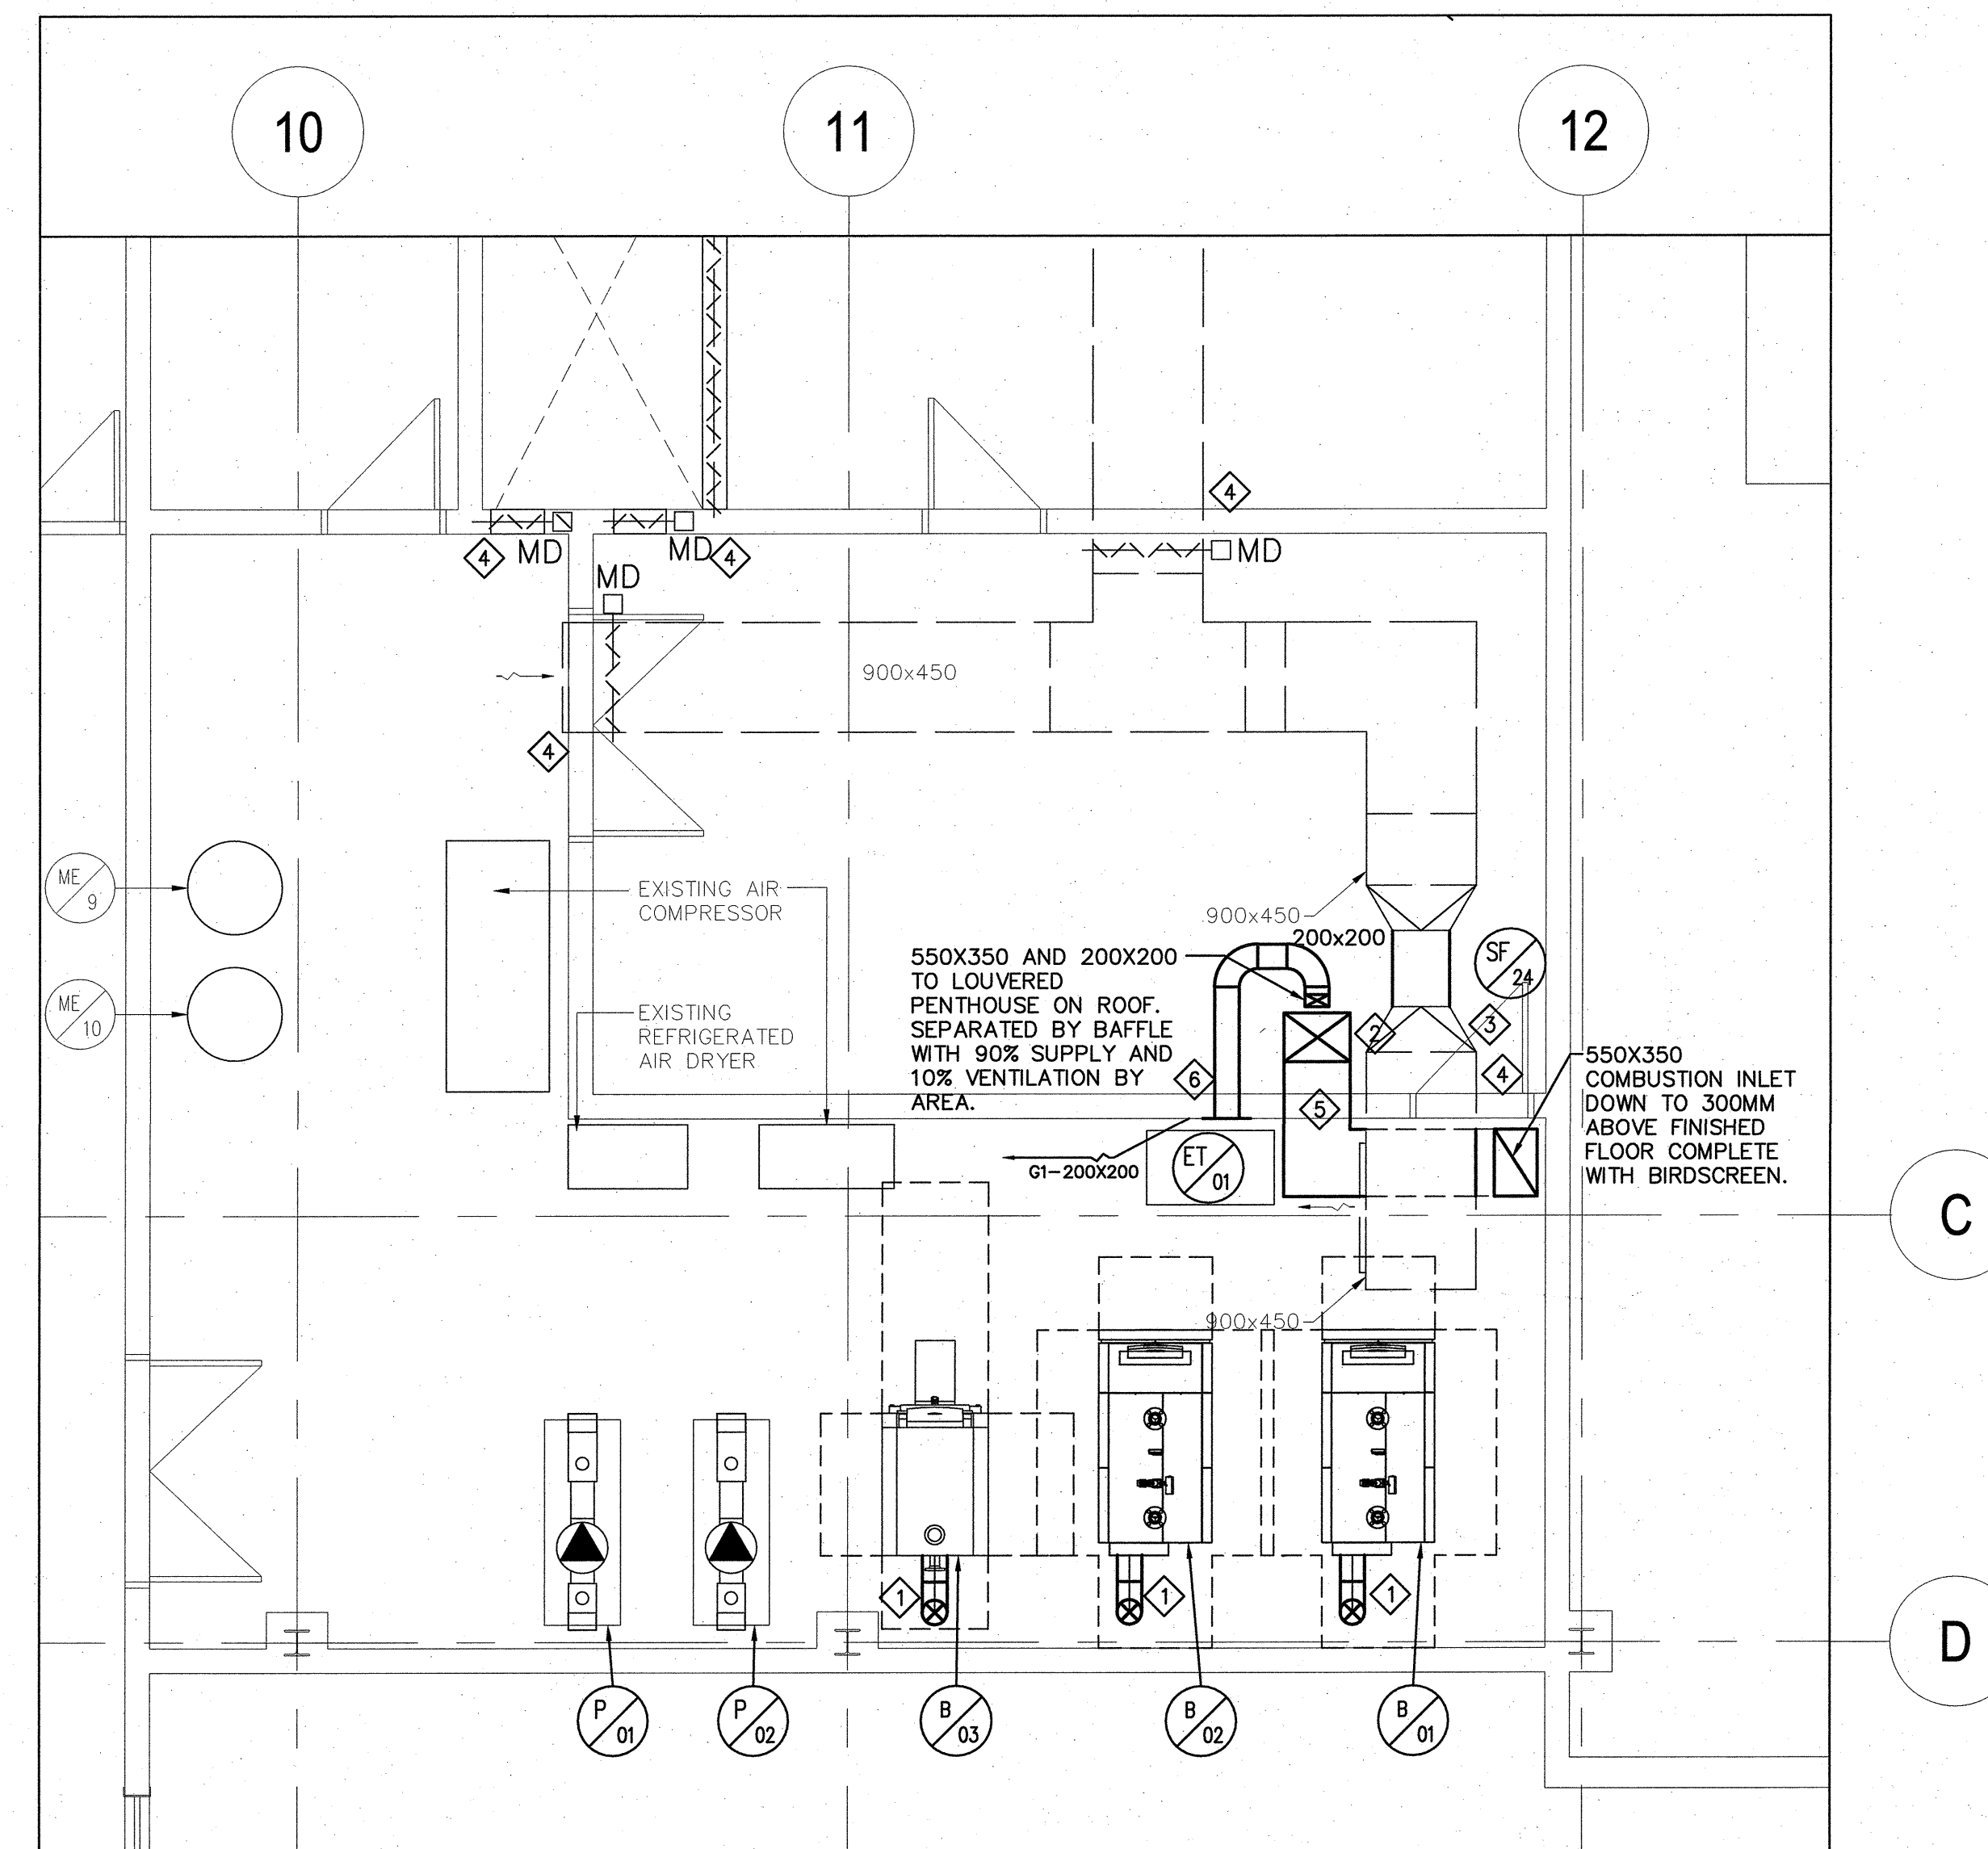 10
11
12
4
4
MD
MD
4
MD
MD
900x450
4
ME
9
EXISTING AIR
COMPRESSOR
900x450
200x200
SF
24
550X350 AND 200X200
TO LOUVERED
PENTHOUSE ON ROOF.
SEPARATED BY BAFFLE
WITH 90% SUPPLY AND
10% VENTILATION BY
AREA.
ME
10
EXISTING
REFRIGERATED
AIR DRYER
2
3
4
6
5
550X350
COMBUSTION INLET
DOWN TO 300MM
ABOVE FINISHED
FLOOR COMPLETE
WITH BIRDSCREEN.
G1-200X200
ET
01
C
900x450
1
1
1
D
P
01
P
02
B
03
B
02
B
01